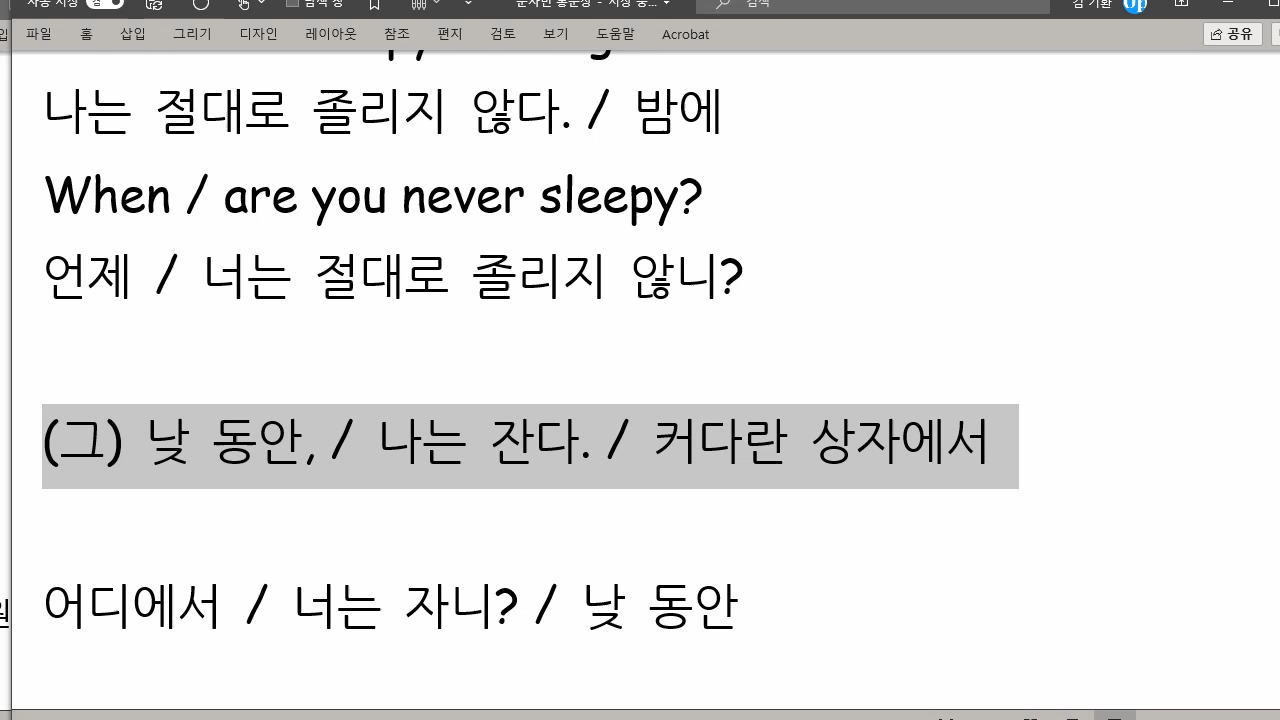 검색
파일 홈 삽입 그리기 디자인 레이아웃 참조 편지 검토 보기 도움말 Acrobat 공유
나는 절대로 졸리지 않다. / 밤에
When / are you never sleepy?
언제 / 너는 절대로 졸리지 않니?
(그) 낮 동안, / 나는 잔다. / 커다란 상자에서
어디에서 / 너는 자니? / 낮 동안